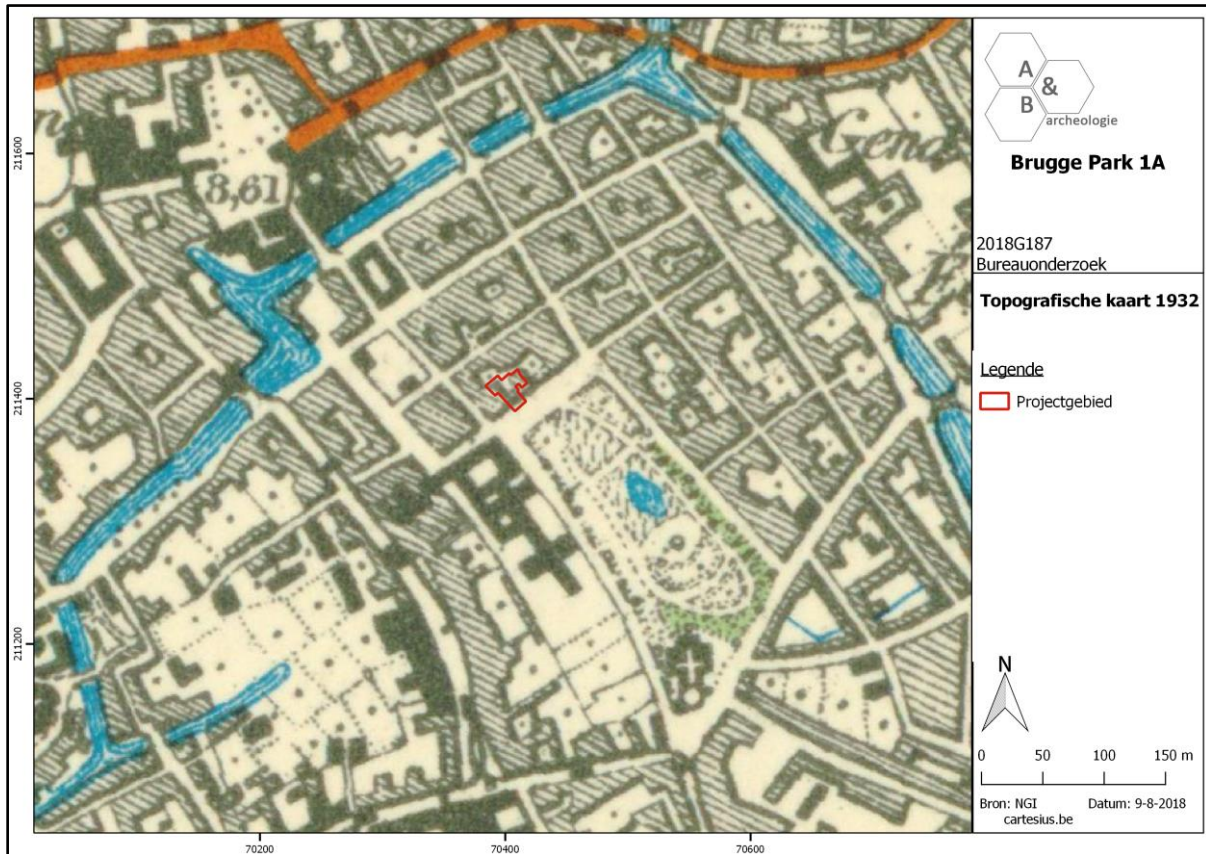 8,61
Genda
211600
211400
211200
70200
70400
70600
A
&
B
archeologie
Brugge Park 1A
2018G187
Bureauonderzoek
Topografische kaart 1932
Legende
Projectgebied
N
0 50 100 150 m
Bron: NGI Datum: 9-8-2018
cartesius.be